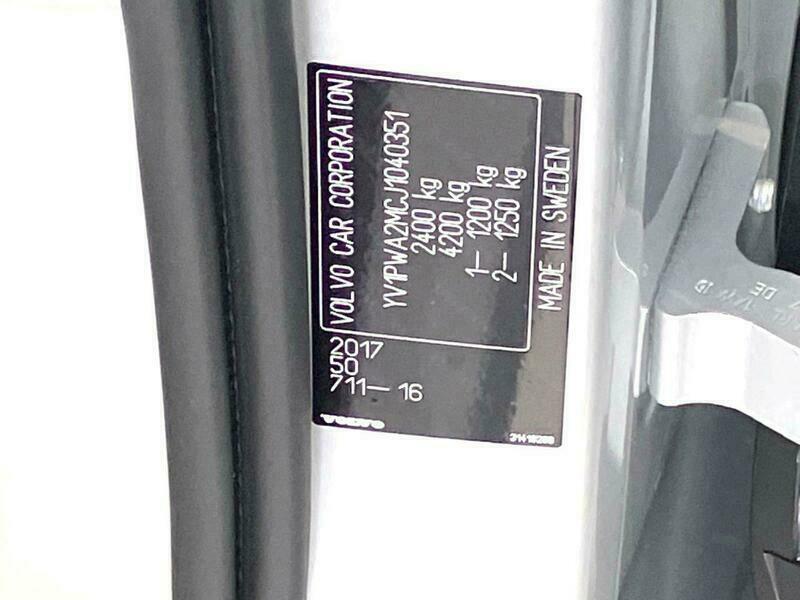 VOLVO CAR CORPORATION
YV1PWA2MCJ1040351
2400 kg
4200 kg
1– 1200 kg
2– 1250 kg
MADE IN SWEDEN
2017
50
711– 16
VOLVO